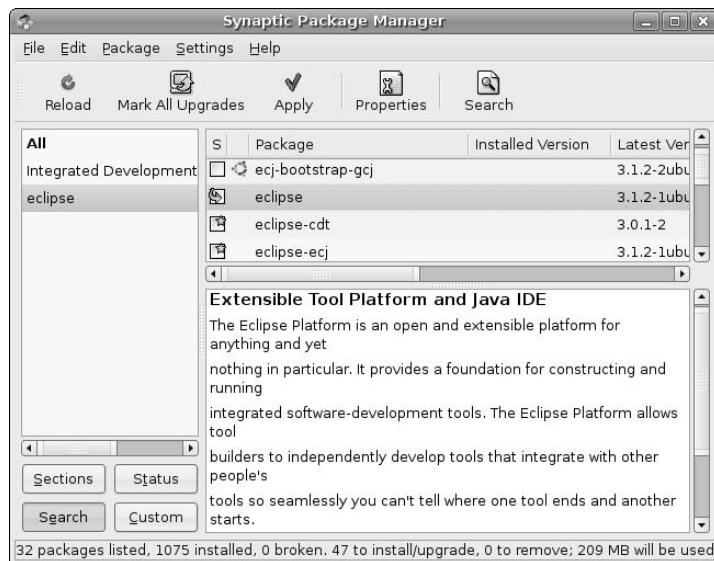 Synaptic Package Manager
File Edit Package Settings Help
Reload Mark All Upgrades Apply Properties Search
All
Integrated Development
eclipse
S Package Installed Version Latest Ver
ecj-bootstrap-gcj 3.1.2-2ubu
eclipse 3.1.2-1ubu
eclipse-cdt 3.0.1-2
eclipse-ecj 3.1.2-1ubu
Extensible Tool Platform and Java IDE
The Eclipse Platform is an open and extensible platform for
anything and yet
nothing in particular. It provides a foundation for constructing and
running
integrated software-development tools. The Eclipse Platform allows
tool
builders to independently develop tools that integrate with other
people's
tools so seamlessly you can't tell where one tool ends and another
starts.
Sections Status
Search Custom
32 packages listed, 1075 installed, 0 broken. 47 to install/upgrade, 0 to remove; 209 MB will be used